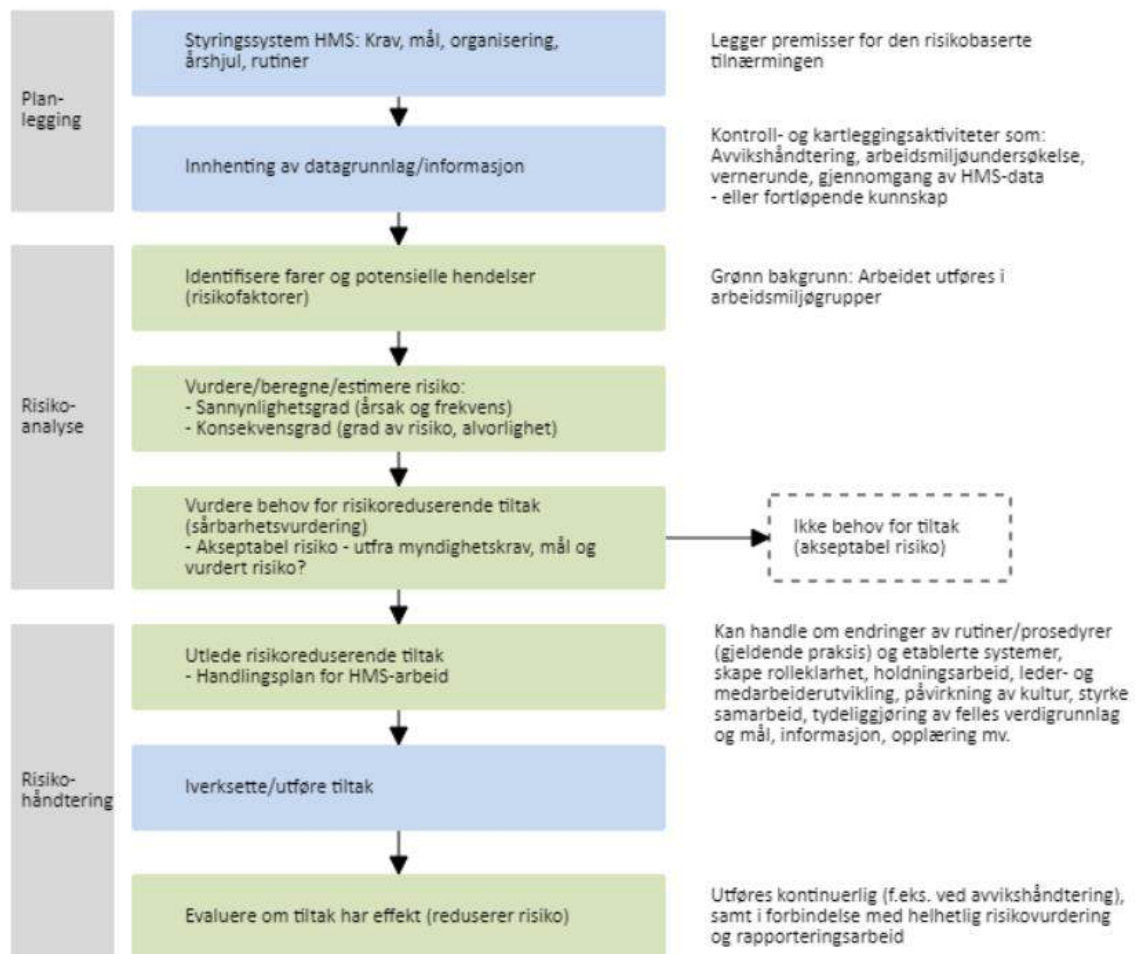 Plan-
legging
Styringssystem HMS: Krav, mål, organisering,
årshjul, rutiner
Legger premisser for den risikobaserte
tilnærmingen
Innhenting av datagrunnlag/informasjon
Kontroll- og kartleggingsaktiviteter som:
Avvikshåndtering, arbeidsmiljøundersøkelse,
vernerunde, gjennomgang av HMS-data
- eller fortløpende kunnskap
Risiko-
analyse
Identifisere farer og potensielle hendelser
(risikofaktorer)
Grønn bakgrunn: Arbeidet utføres i
arbeidsmiljøgrupper
Vurdere/beregne/estimere risiko:
- Sannynlighetsgrad (årsak og frekvens)
- Konsekvensgrad (grad av risiko, alvorlighet)
Vurdere behov for risikoreduserende tiltak
(sårbarhetsvurdering)
- Akseptabel risiko - utfra myndighetskrav, mål og
vurdert risiko?
Ikke behov for tiltak
(akseptabel risiko)
Risiko-
håndtering
Utlede risikoreduserende tiltak
- Handlingsplan for HMS-arbeid
Kan handle om endringer av rutiner/prosedyrer
(gjeldende praksis) og etablerte systemer,
skape rolleklarhet, holdningsarbeid, leder- og
medarbeiderutvikling, påvirkning av kultur, styrke
samarbeid, tydeliggjøring av felles verdigrunnlag
og mål, informasjon, opplæring mv.
Iverksette/utføre tiltak
Evaluere om tiltak har effekt (reduserer risiko)
Utføres kontinuerlig (f.eks. ved avvikshåndtering),
samt i forbindelse med helhetlig risikovurdering
og rapporteringsarbeid